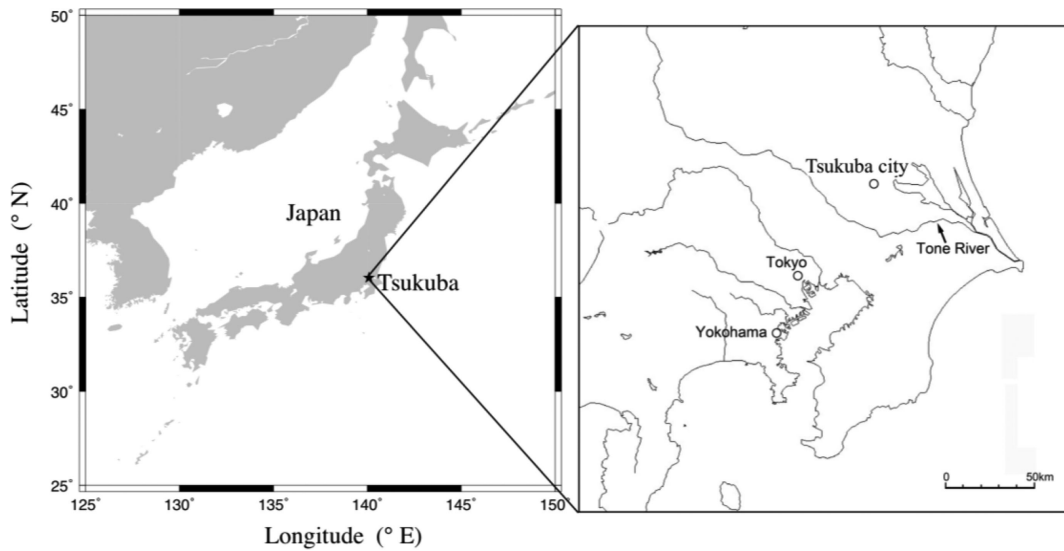 50˚
45˚
40˚
35˚
30˚
25˚
125˚
130˚
135˚
140˚
145˚
150˚
Latitude (° N)
Longitude (° E)
Japan
Tsukuba
Tsukuba city
Tone River
Tokyo
Yokohama
0 50km